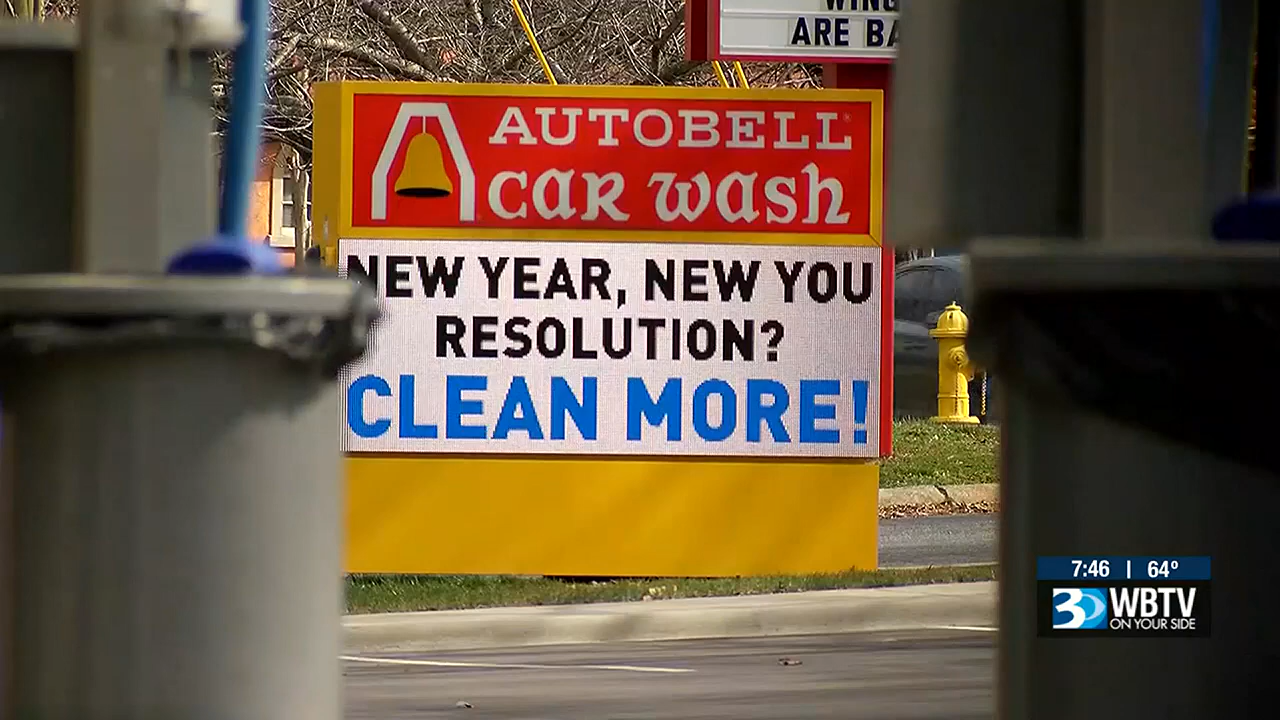 ARE
AUTOBELL®
CAR WASH
NEW YEAR, NEW YOU
RESOLUTION?
CLEAN MORE!
7:46 | 64°
3 WBTV
ON YOUR SIDE